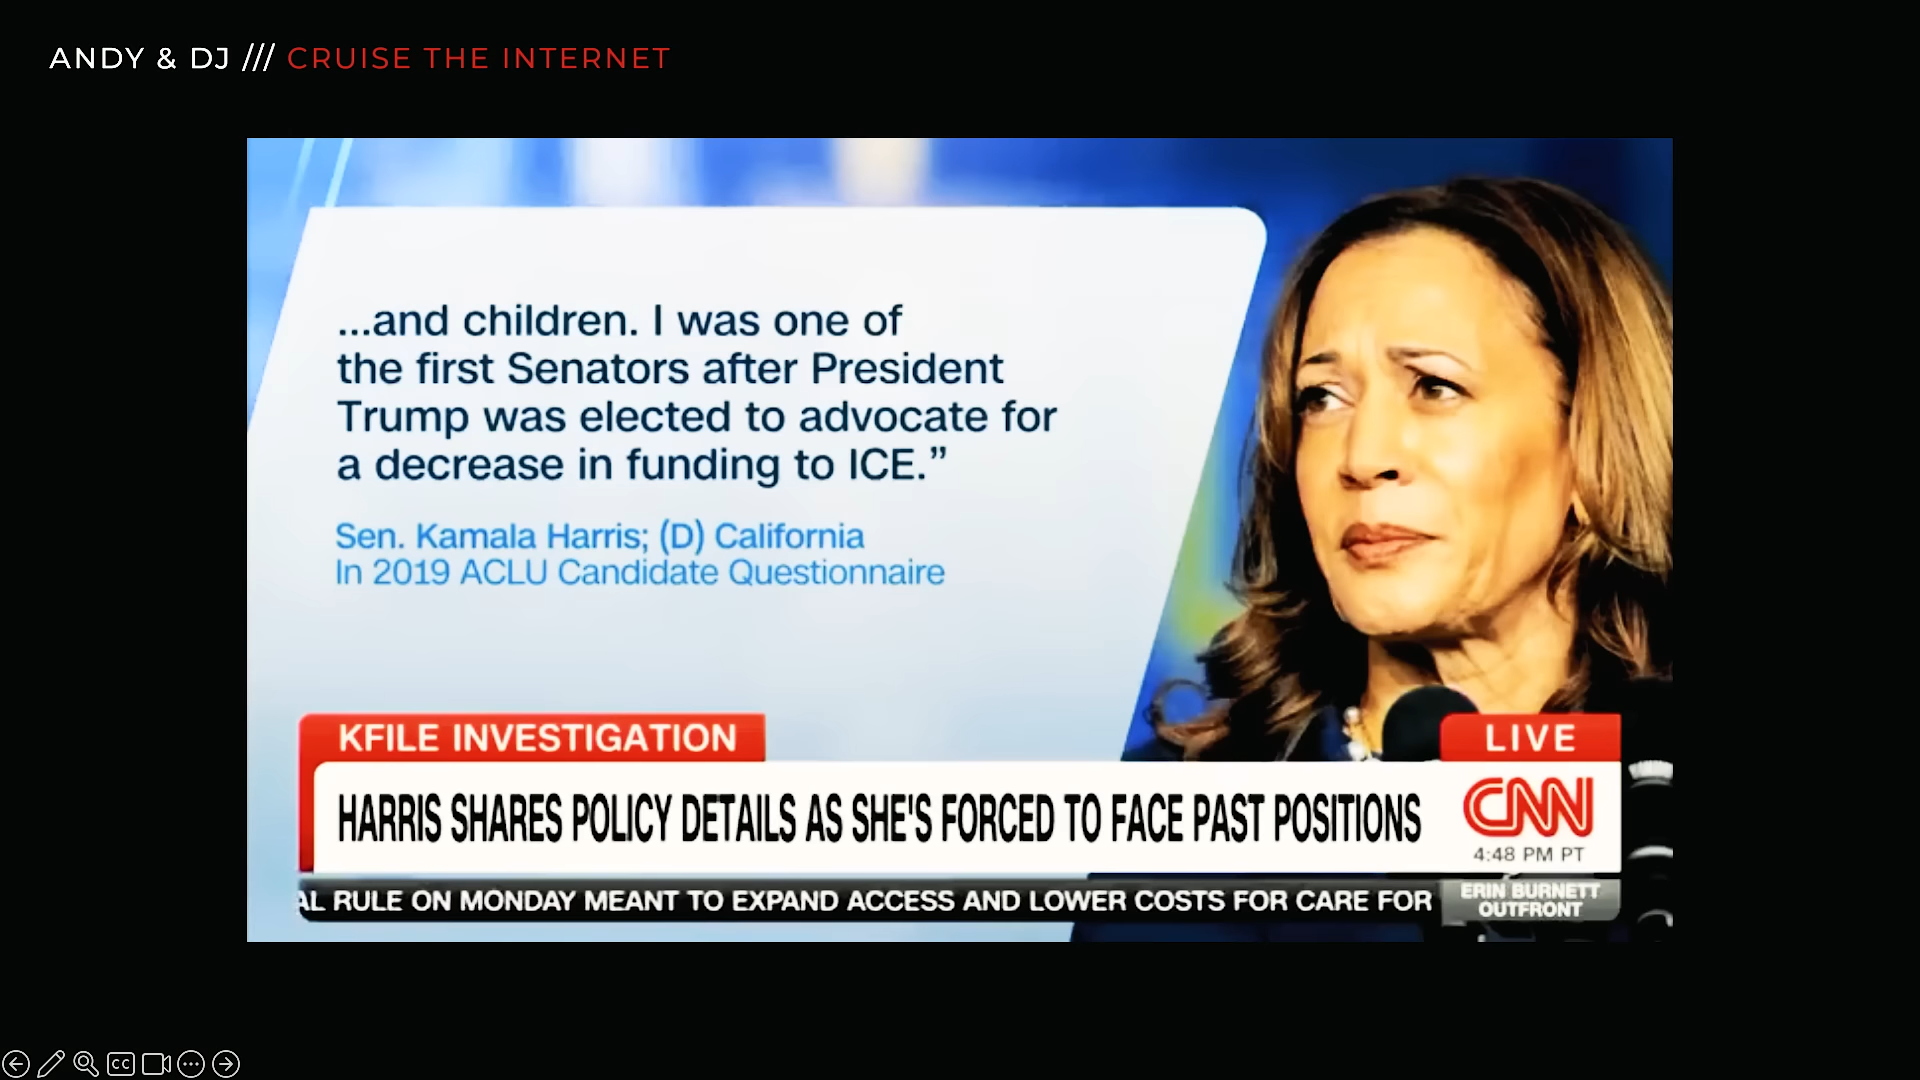 ANDY & DJ /// CRUISE THE INTERNET
...and children. I was one of
the first Senators after President
Trump was elected to advocate for
a decrease in funding to ICE.”
Sen. Kamala Harris; (D) California
In 2019 ACLU Candidate Questionnaire
KFILE INVESTIGATION
LIVE
HARRIS SHARES POLICY DETAILS AS SHE'S FORCED TO FACE PAST POSITIONS
CNN
4:48 PM PT
AL RULE ON MONDAY MEANT TO EXPAND ACCESS AND LOWER COSTS FOR CARE FOR
ERIN BURNETT
OUTFRONT
CC